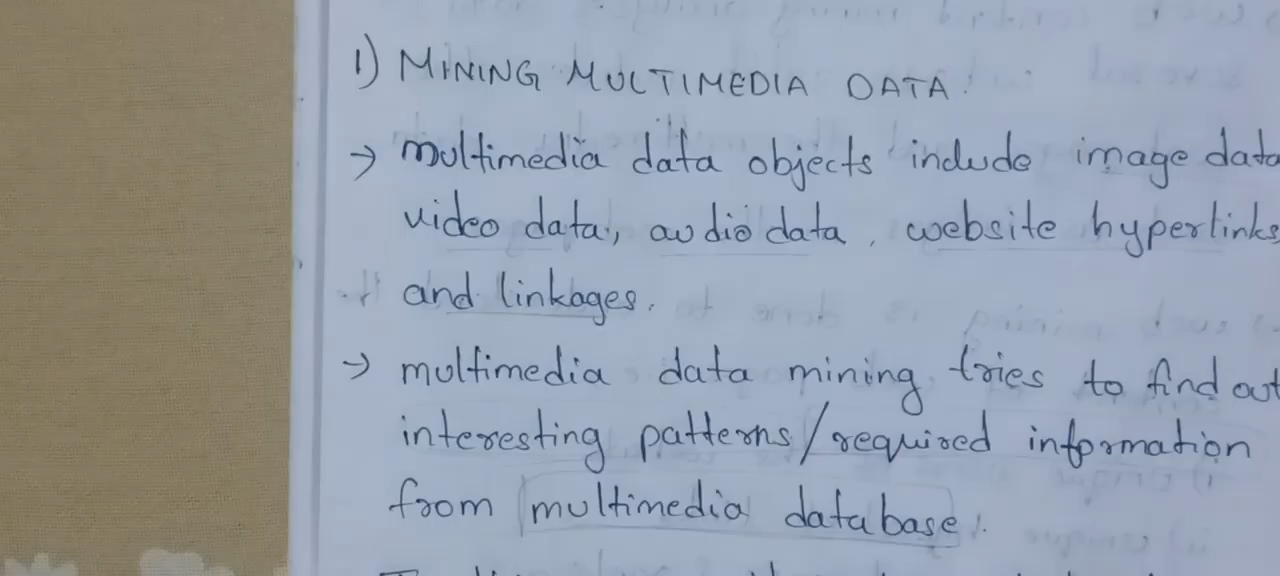 1) MINING MULTIMEDIA DATA.
→ multimedia data objects include image data
video data, audio data, website hyperlinks
and linkages.
→ multimedia data mining tries to find out
interesting patterns/required information
from multimedia database.